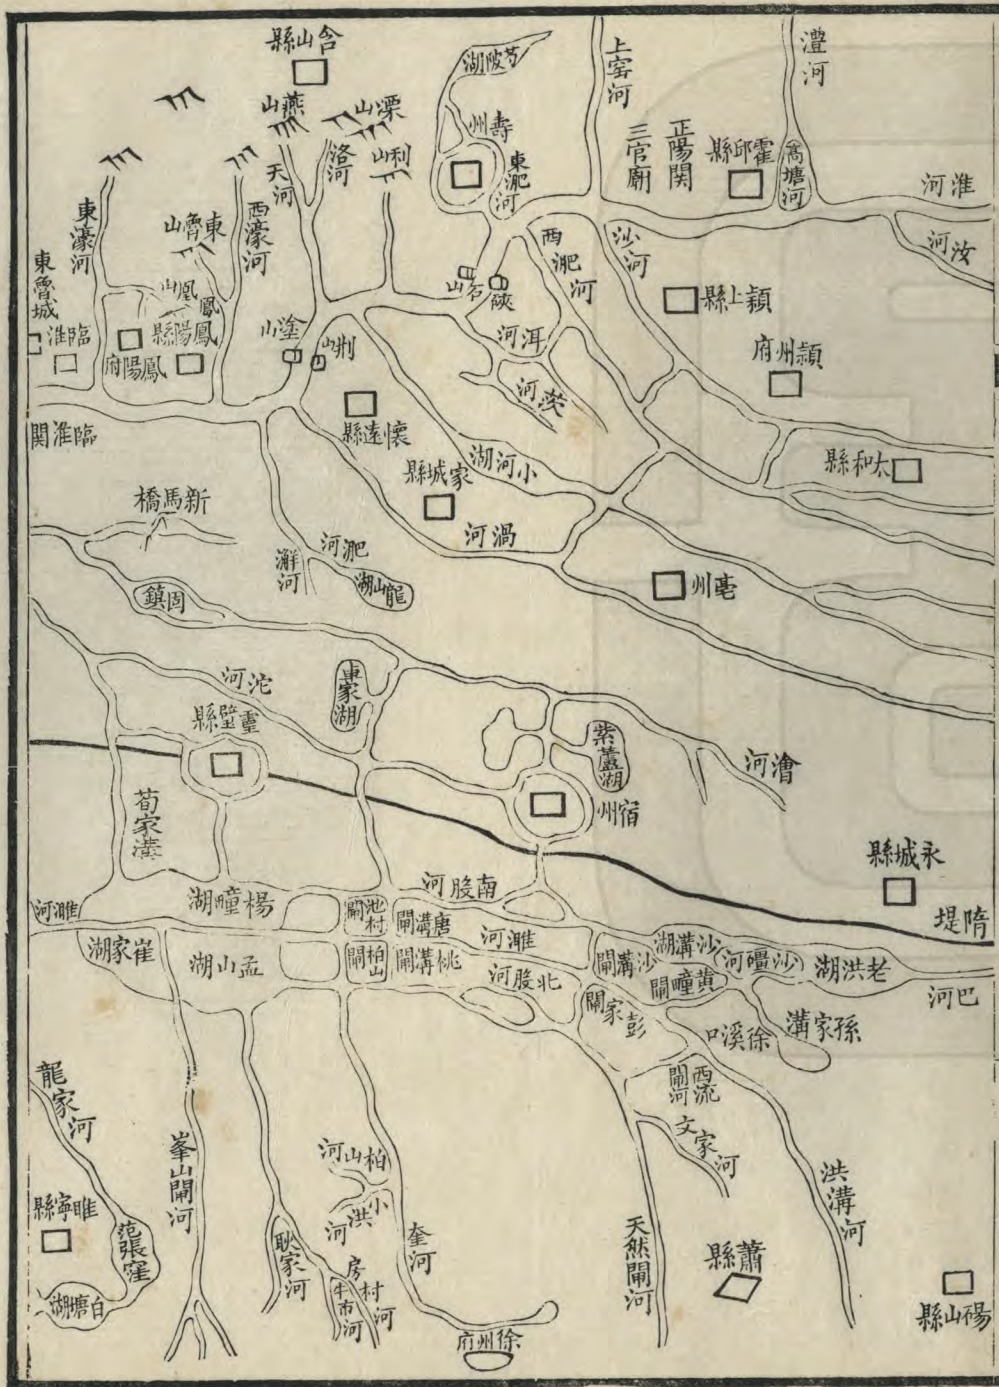 澧河
上窑河
芍陂湖
含山縣
燕山
漂山
利山
洛河
天河
壽州
東淝河
三官廟
正陽関
霍邱縣
高塘河
淮河
汝河
沙河
西淝河
潁上縣
潁州府
太和縣
硤
石山
洱河
茨河
西濠河
東濠河
東魯山
東魯城
鳳凰山
鳳陽縣
鳳陽府
臨淮
臨淮関
塗山
荆山
懷遠縣
小河湖
家城縣
渦河
亳州
新馬橋
固鎮
澥河
淝河
龍山湖
沱河
車家湖
靈壁縣
紫蘆湖
宿州
澮河
永城縣
隋堤
荀家溝
睢河
楊疃湖
池村閘
唐溝閘
南股河
睢河
沙溝閘
沙溝湖
沙礓河
老洪湖
巴河
崔家湖
孟山湖
柏山閘
桃溝閘
北股河
彭家閘
黄疃閘
徐溪口
孫家溝
西流閘河
文家河
洪溝河
龍家河
峯山閘河
睢寧縣
范張窪
白塘湖
耿家河
柏山河
小洪河
房村河
牛市河
奎河
徐州府
天然閘河
蕭縣
碭山縣